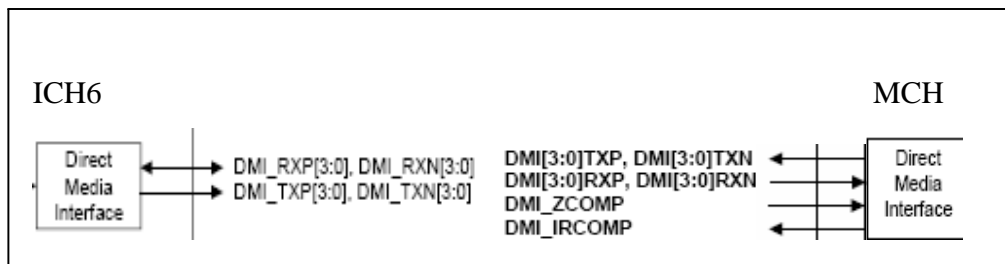 ICH6
MCH
Direct
Media
Interface
DMI_RXP[3:0], DMI_RXN[3:0]
DMI_TXP[3:0], DMI_TXN[3:0]
DMI[3:0]TXP, DMI[3:0]TXN
DMI[3:0]RXP, DMI[3:0]RXN
DMI_ZCOMP
DMI_IRCOMP
Direct
Media
Interface